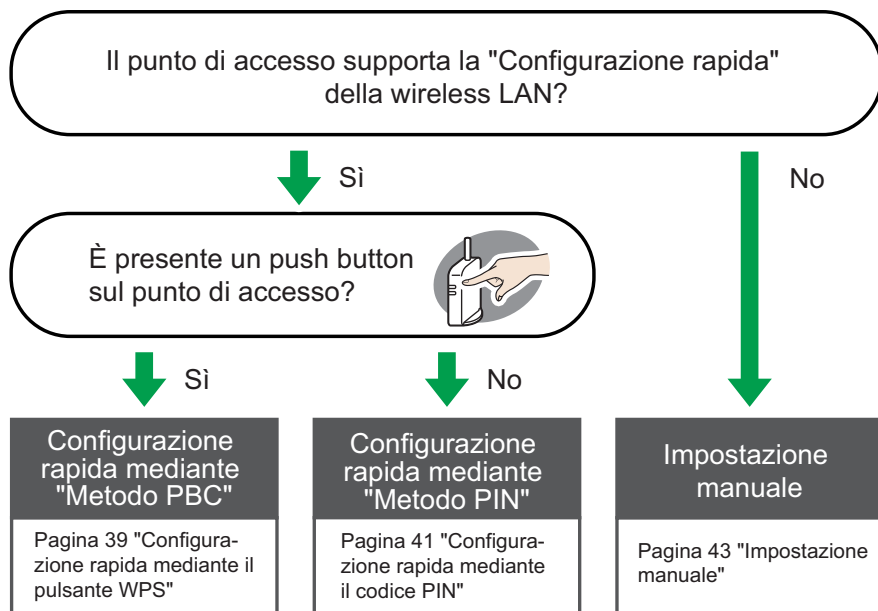 Il punto di accesso supporta la "Configurazione rapida"
della wireless LAN?
Sì
No
È presente un push button
sul punto di accesso?
Sì
No
Configurazione
rapida mediante
"Metodo PBC"
Pagina 39 "Configura-
zione rapida mediante il
pulsante WPS"
Configurazione
rapida mediante
"Metodo PIN"
Pagina 41 "Configura-
zione rapida mediante
il codice PIN"
Impostazione
manuale
Pagina 43 "Impostazione
manuale"